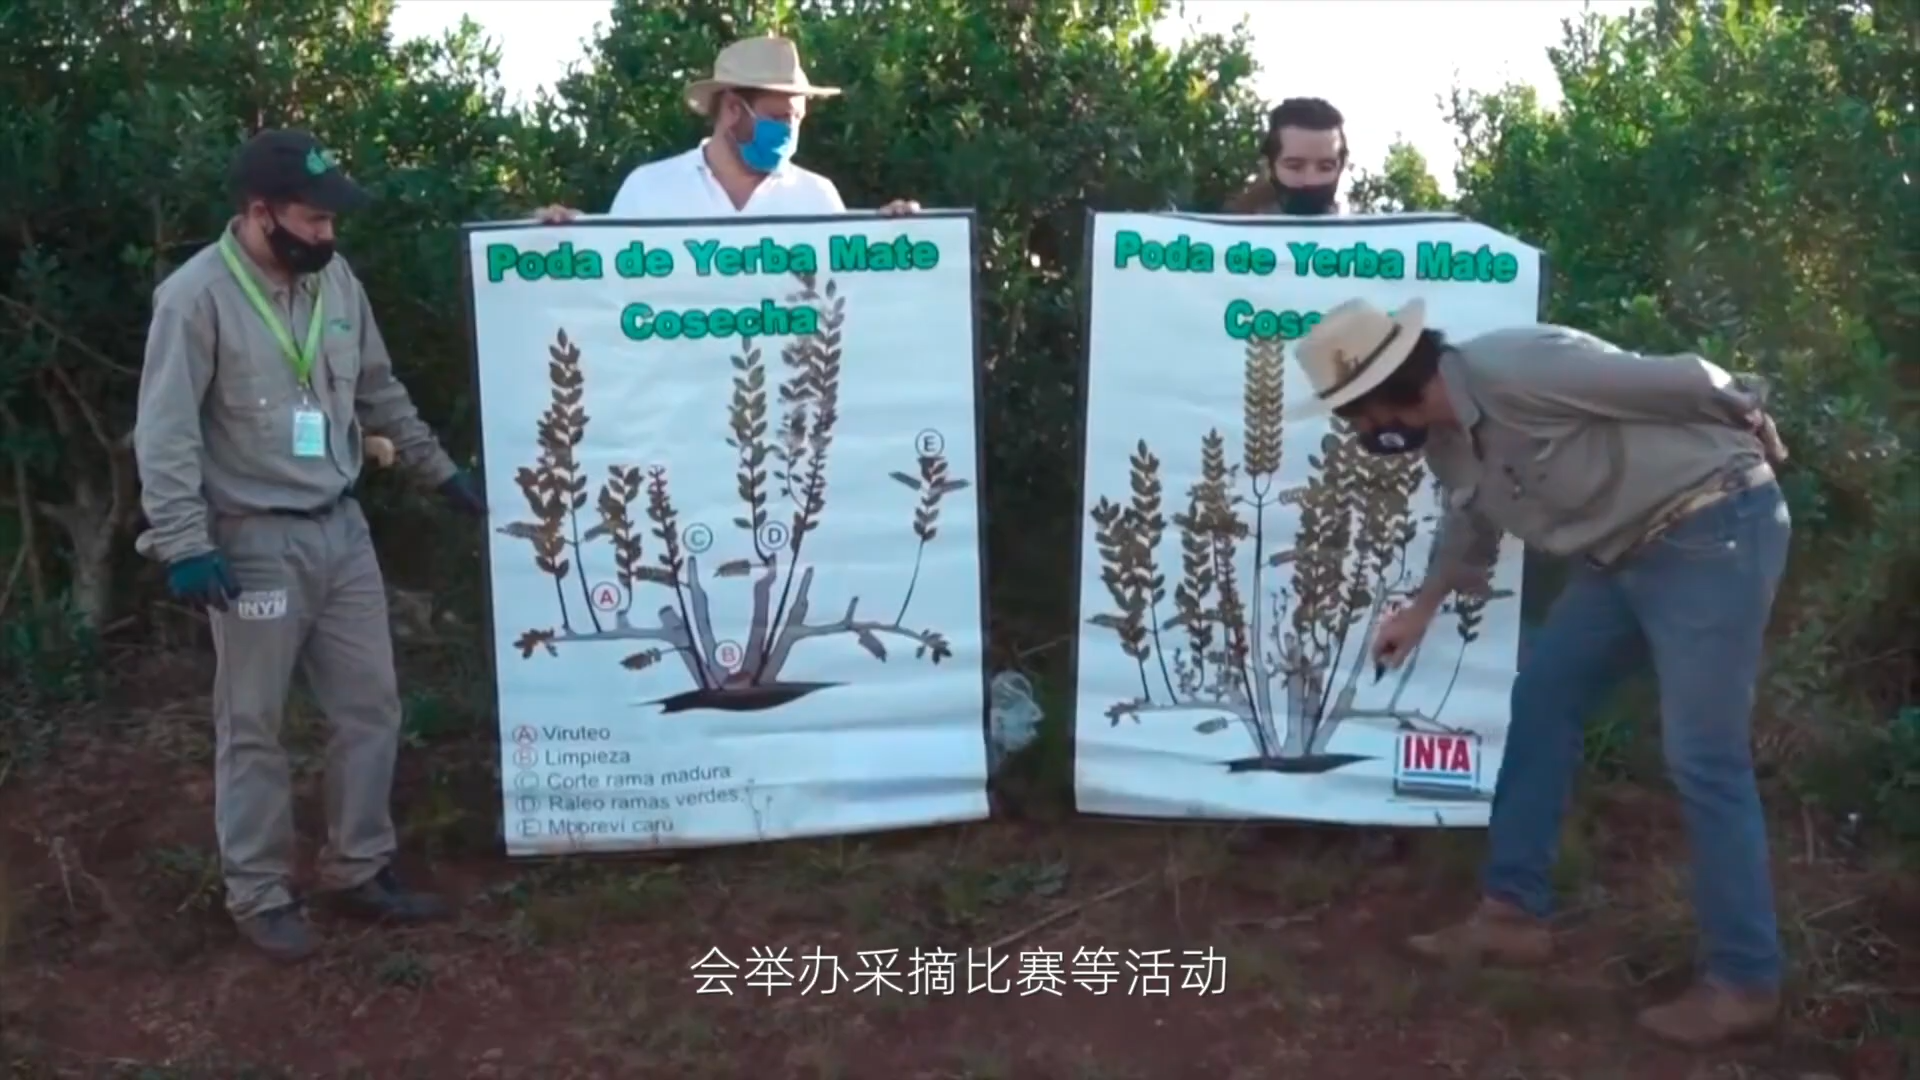 Poda de Yerba Mate
Cosecha
E
C
D
A
B
A Viruteo
B Limpieza
C Corte rama madura
D Raleo ramas verdes.
E Mborevi carú
Poda de Yerba Mate
INTA
INYM
会举办采摘比赛等活动